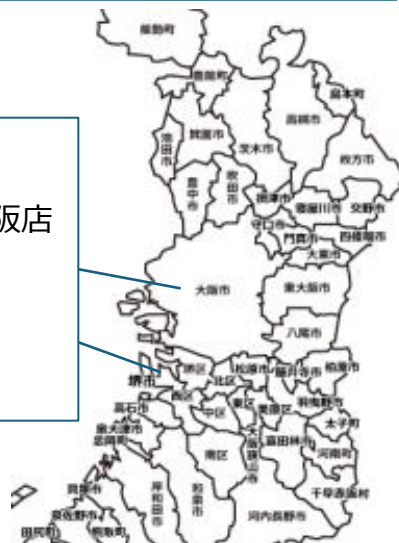 能勢町
豊能町
島本町
高槻市
池田市
箕面市
茨木市
枚方市
豊中市
吹田市
摂津市
寝屋川市
交野市
守口市
門真市
四條畷市
大東市
阪店
大阪市
東大阪市
八尾市
堺市
堺区
北区
松原市
藤井寺市
柏原市
西区
東区
美原区
羽曳野市
高石市
中区
太子町
泉大津市
忠岡町
大阪狭山市
富田林市
河南町
南区
千早赤阪村
貝塚市
岸和田市
和泉市
河内長野市
泉佐野市
田尻町
熊取町